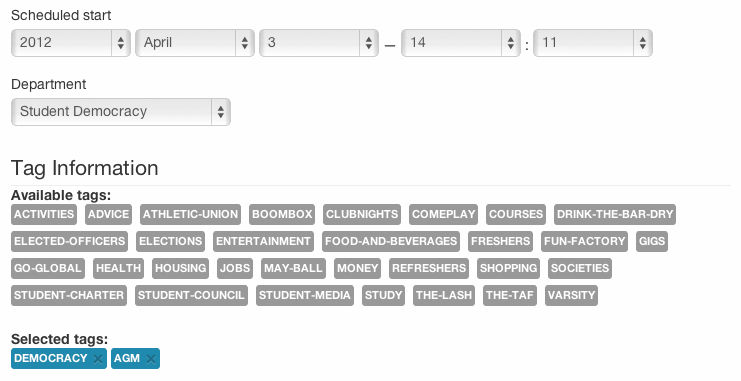 Scheduled start
2012 April 3 – 14 : 11
Department
Student Democracy
Tag Information
Available tags:
ACTIVITIES ADVICE ATHLETIC-UNION BOOMBOX CLUBNIGHTS COMEPLAY COURSES DRINK-THE-BAR-DRY
ELECTED-OFFICERS ELECTIONS ENTERTAINMENT FOOD-AND-BEVERAGES FRESHERS FUN-FACTORY GIGS
GO-GLOBAL HEALTH HOUSING JOBS MAY-BALL MONEY REFRESHERS SHOPPING SOCIETIES
STUDENT-CHARTER STUDENT-COUNCIL STUDENT-MEDIA STUDY THE-LASH THE-TAF VARSITY
Selected tags:
DEMOCRACY × AGM ×